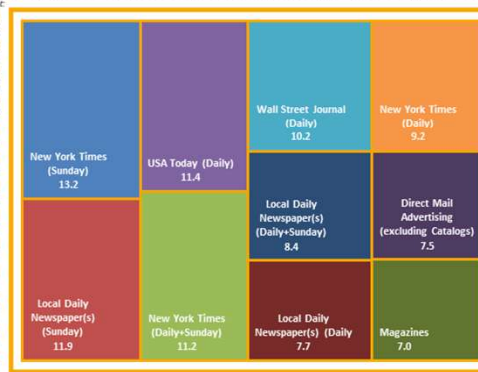 New York Times
(Sunday)
13.2
USA Today (Daily)
11.4
Wall Street Journal
(Daily)
10.2
New York Times
(Daily)
9.2
Local Daily
Newspaper(s)
(Daily+Sunday)
8.4
Direct Mail
Advertising
(excluding Catalogs)
7.5
Local Daily
Newspaper(s)
(Sunday)
11.9
New York Times
(Daily+Sunday)
11.2
Local Daily
Newspaper(s) (Daily
7.7
Magazines
7.0